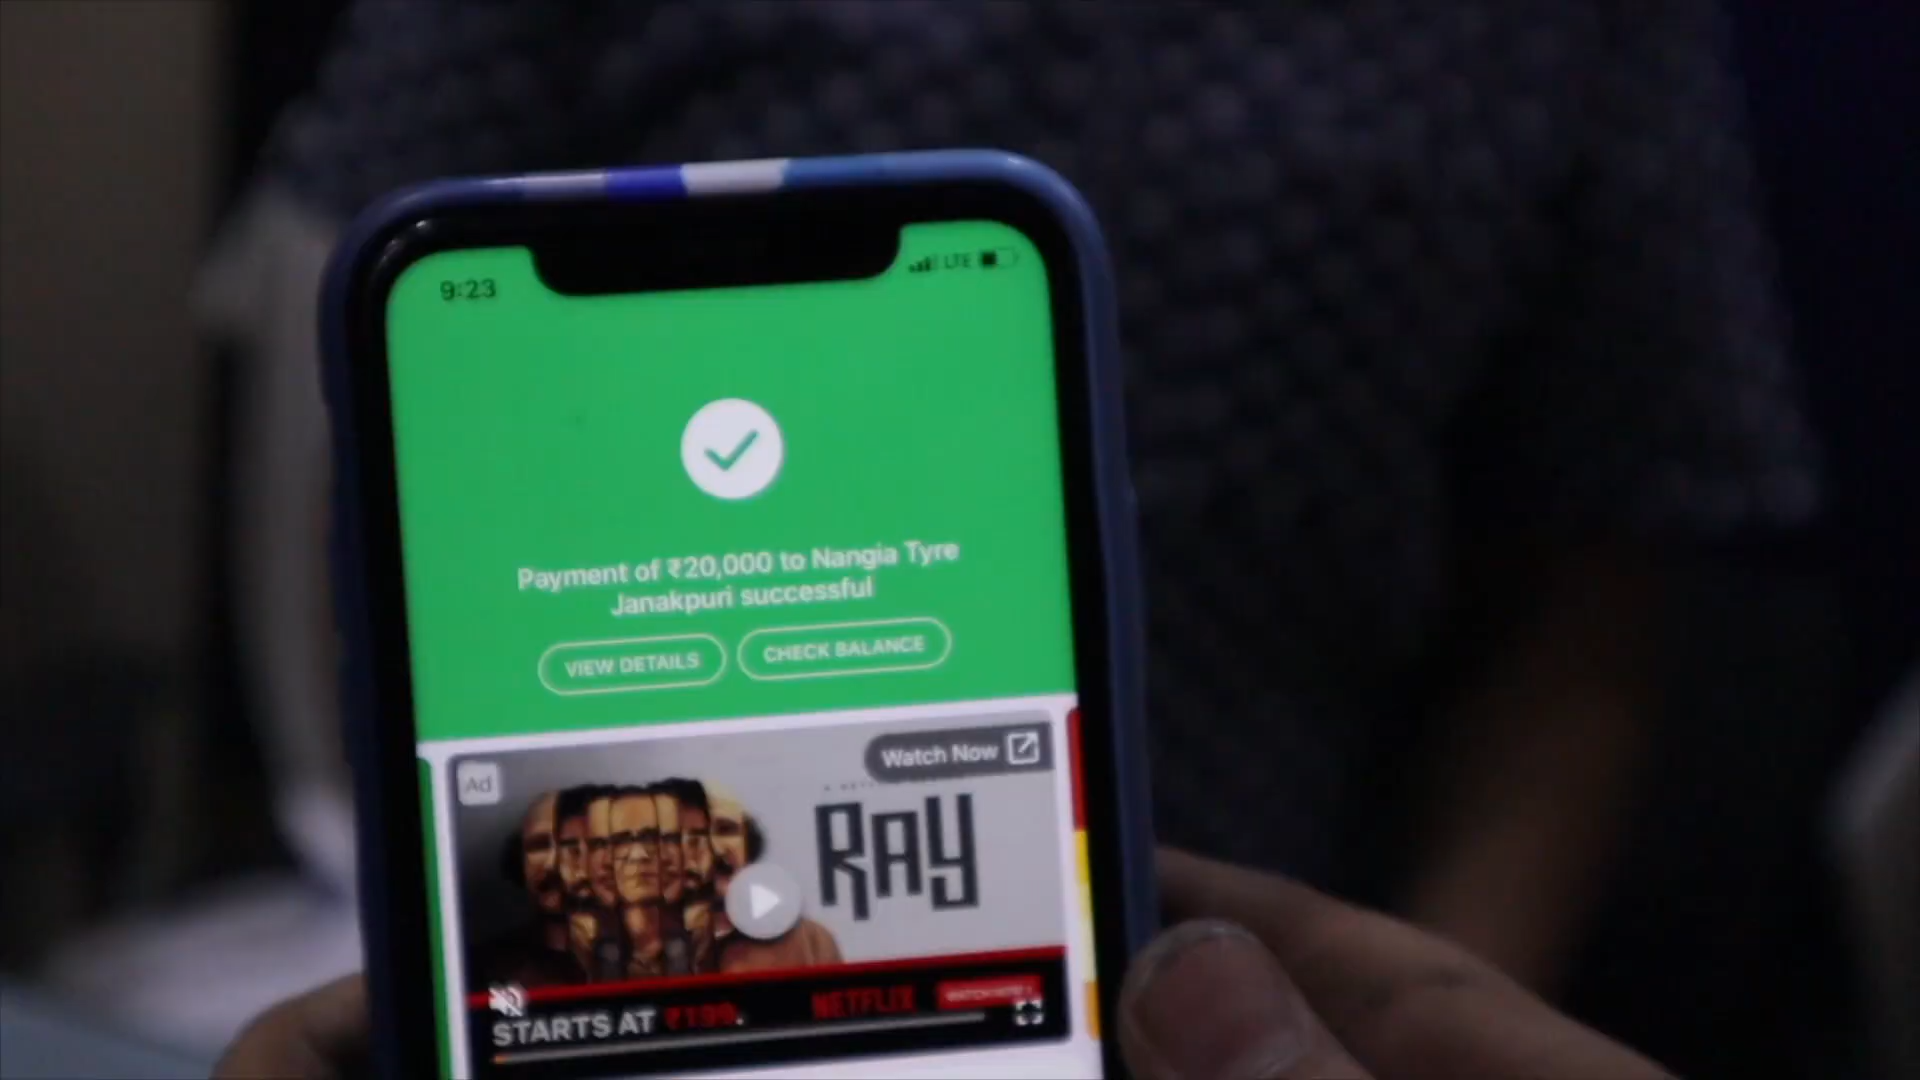 9:23
LTE
Payment of ₹20,000 to Nangia Tyre
Janakpuri successful
VIEW DETAILS
CHECK BALANCE
Ad
Watch Now
RAY
STARTS AT ₹199.
NETFLIX